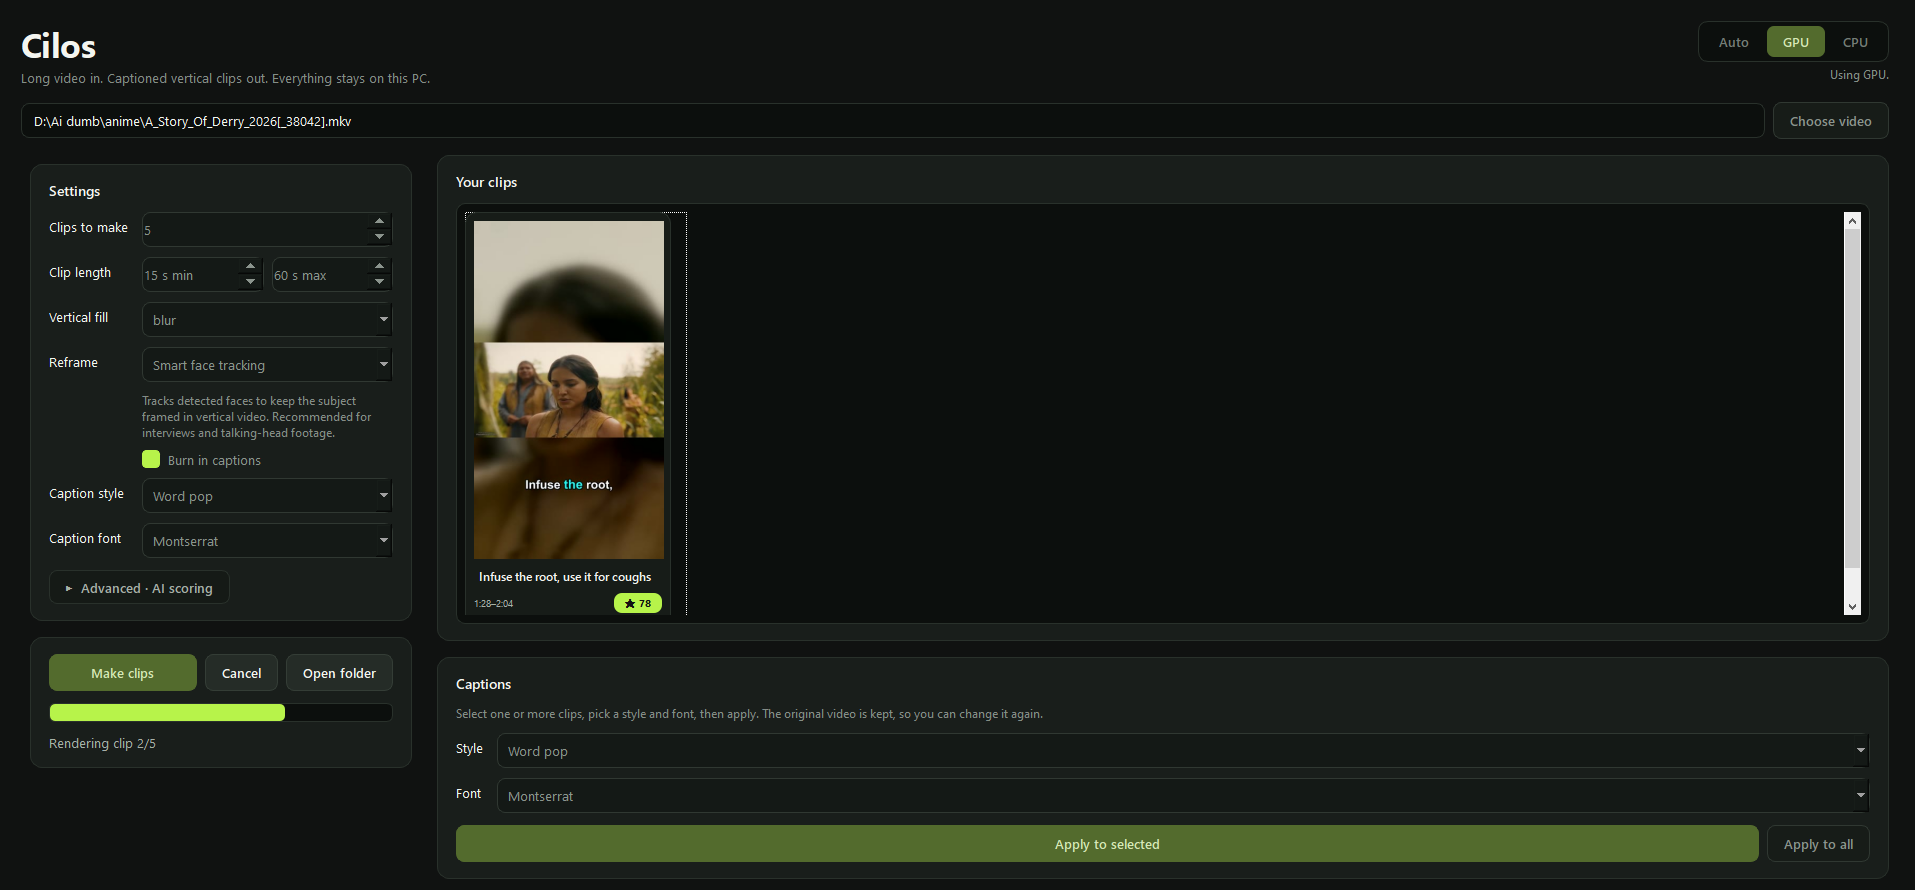 Cilos
Long video in. Captioned vertical clips out. Everything stays on this PC.
Auto
GPU
CPU
Using GPU.
D:\Ai dumb\anime\A_Story_Of_Derry_2026[_38042].mkv
Choose video
Settings
Clips to make
5
Clip length
15 s min
60 s max
Vertical fill
blur
Reframe
Smart face tracking
Tracks detected faces to keep the subject
framed in vertical video. Recommended for
interviews and talking-head footage.
Burn in captions
Caption style
Word pop
Caption font
Montserrat
Advanced · AI scoring
Make clips
Cancel
Open folder
Rendering clip 2/5
Your clips
Infuse the root,
Infuse the root, use it for coughs
1:28–2:04
★ 78
Captions
Select one or more clips, pick a style and font, then apply. The original video is kept, so you can change it again.
Style
Word pop
Font
Montserrat
Apply to selected
Apply to all